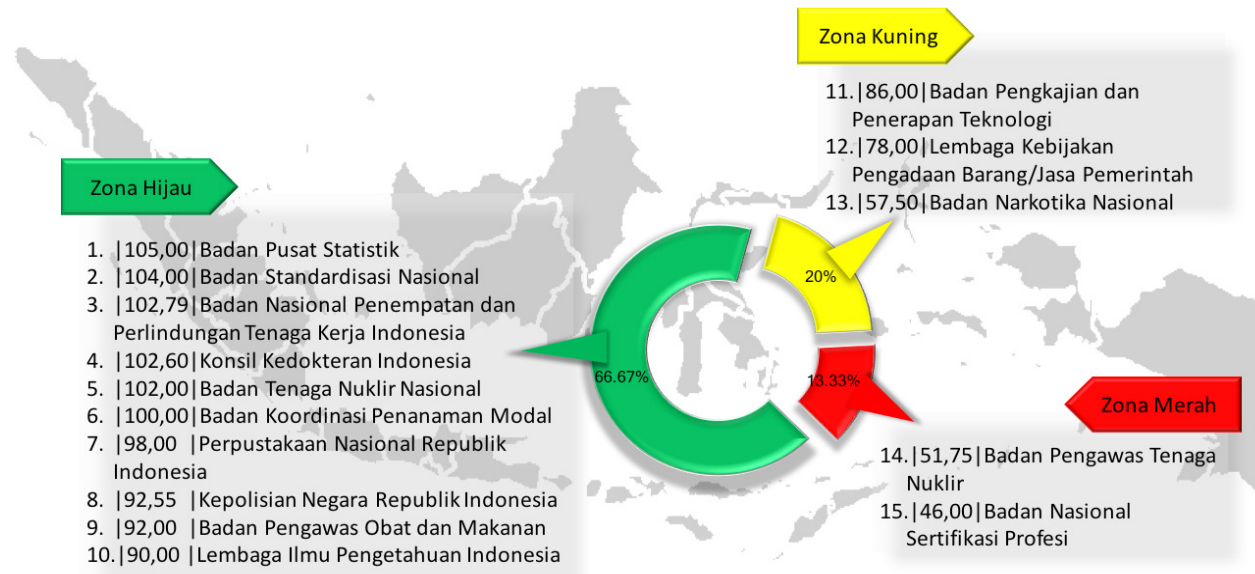 Zona Kuning
11.|86,00|Badan Pengkajian dan
Penerapan Teknologi
12.|78,00|Lembaga Kebijakan
Pengadaan Barang/Jasa Pemerintah
13.|57,50|Badan Narkotika Nasional
Zona Hijau
1. |105,00|Badan Pusat Statistik
2. |104,00|Badan Standardisasi Nasional
3. |102,79|Badan Nasional Penempatan dan
Perlindungan Tenaga Kerja Indonesia
4. |102,60|Konsil Kedokteran Indonesia
5. |102,00|Badan Tenaga Nuklir Nasional
6. |100,00|Badan Koordinasi Penanaman Modal
7. |98,00 |Perpustakaan Nasional Republik
Indonesia
8. |92,55 |Kepolisian Negara Republik Indonesia
9. |92,00 |Badan Pengawas Obat dan Makanan
10.|90,00 |Lembaga Ilmu Pengetahuan Indonesia
20%
66.67%
13.33%
Zona Merah
14.|51,75|Badan Pengawas Tenaga
Nuklir
15.|46,00|Badan Nasional
Sertifikasi Profesi